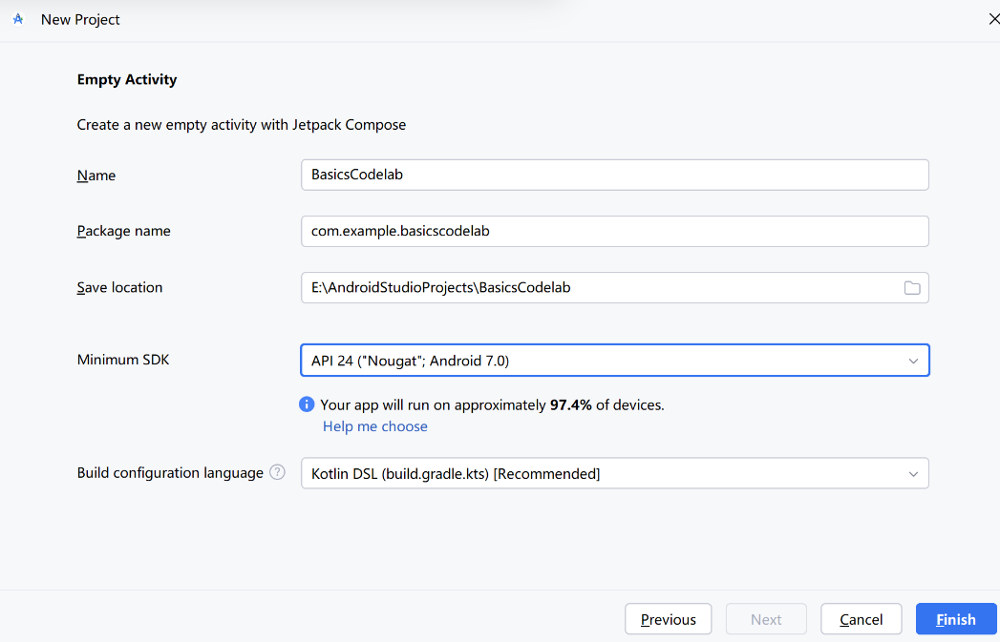 New Project
Empty Activity
Create a new empty activity with Jetpack Compose
Name
BasicsCodelab
Package name
com.example.basicscodelab
Save location
E:\AndroidStudioProjects\BasicsCodelab
Minimum SDK
API 24 ("Nougat"; Android 7.0)
Your app will run on approximately 97.4% of devices.
Help me choose
Build configuration language
Kotlin DSL (build.gradle.kts) [Recommended]
Previous
Next
Cancel
Finish